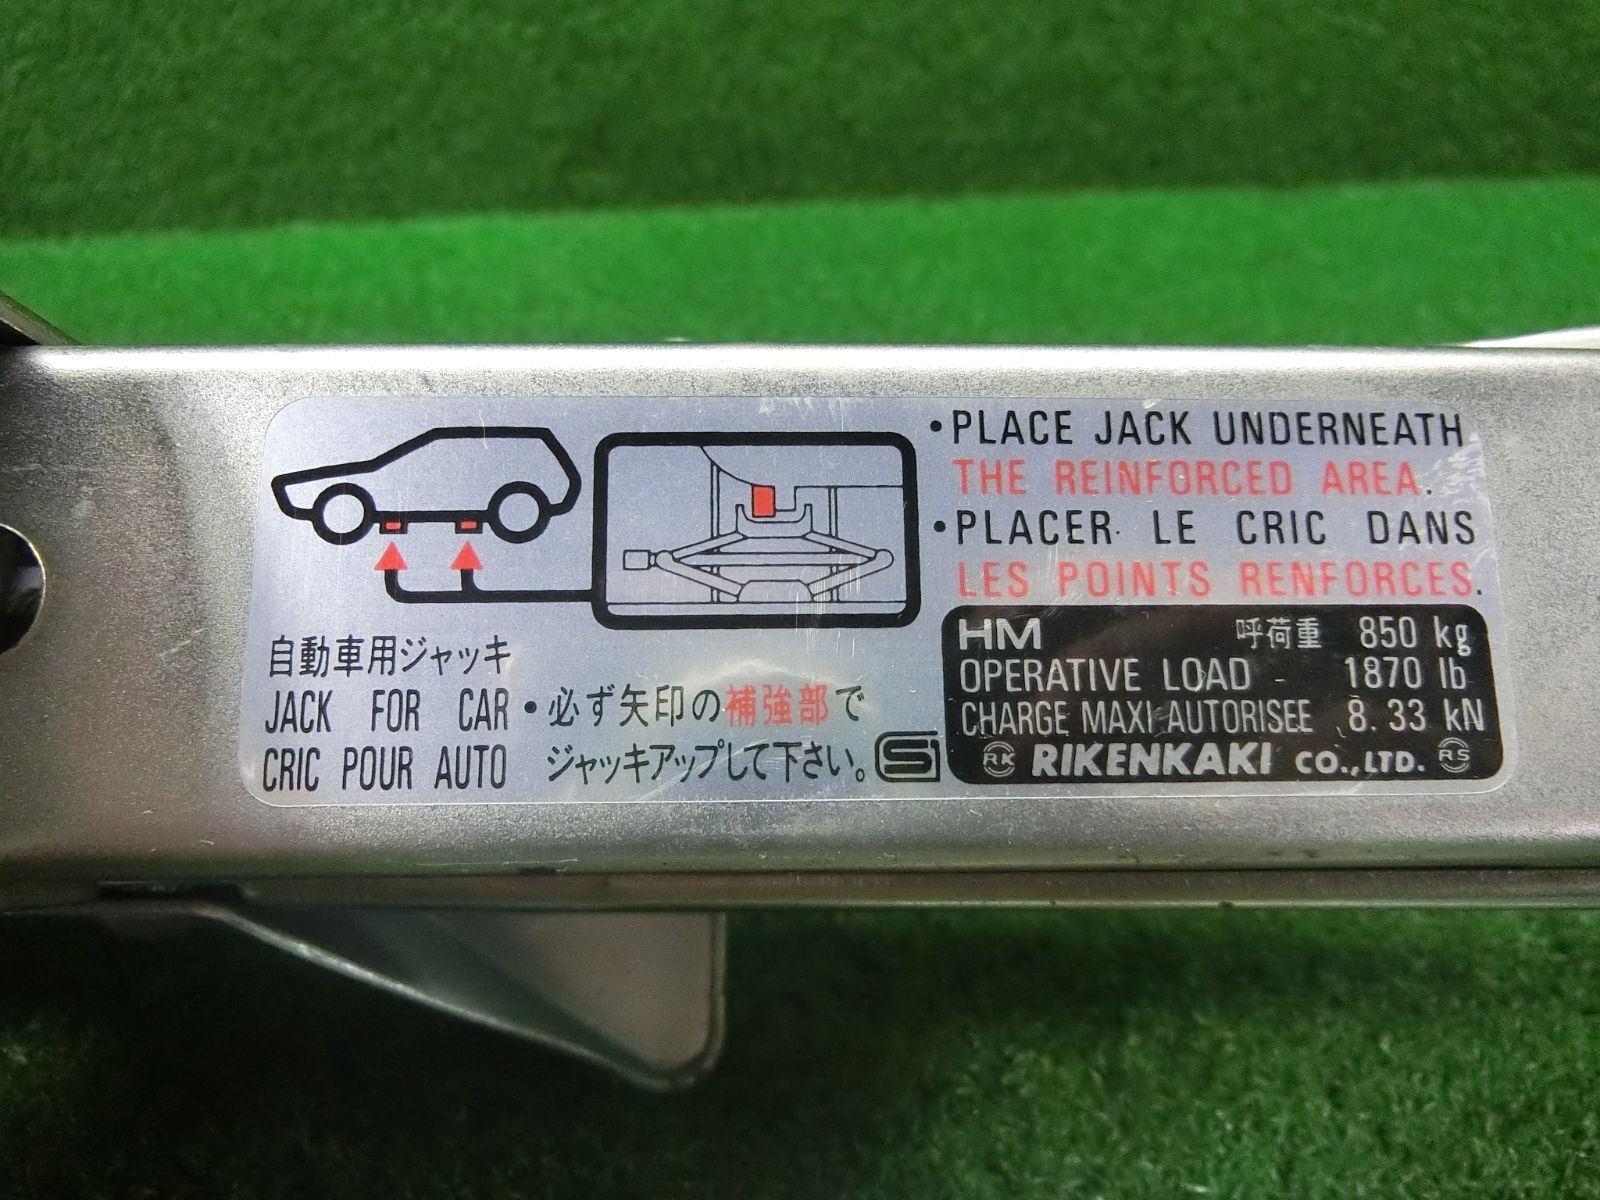 自動車用ジャッキ
JACK FOR CAR
CRIC POUR AUTO
・必ず矢印の補強部で
ジャッキアップして下さい。
S
・PLACE JACK UNDERNEATH
THE REINFORCED AREA.
・PLACER LE CRIC DANS
LES POINTS RENFORCES.
HM 呼荷重 850 kg
OPERATIVE LOAD 1870 lb
CHARGE MAXI AUTORISEE 8.33 kN
RK RIKENKAKI CO.,LTD. RS